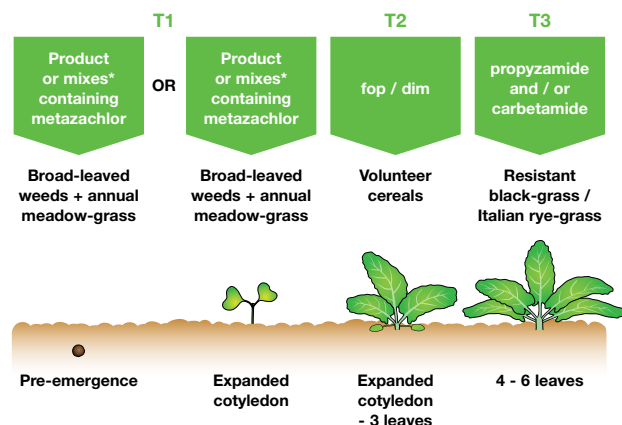 T1
T2
T3
Product
or mixes*
containing
metazachlor
OR
Product
or mixes*
containing
metazachlor
fop / dim
propyzamide
and / or
carbetamide
Broad-leaved
weeds + annual
meadow-grass
Broad-leaved
weeds + annual
meadow-grass
Volunteer
cereals
Resistant
black-grass /
Italian rye-grass
Pre-emergence
Expanded
cotyledon
Expanded
cotyledon
- 3 leaves
4 - 6 leaves